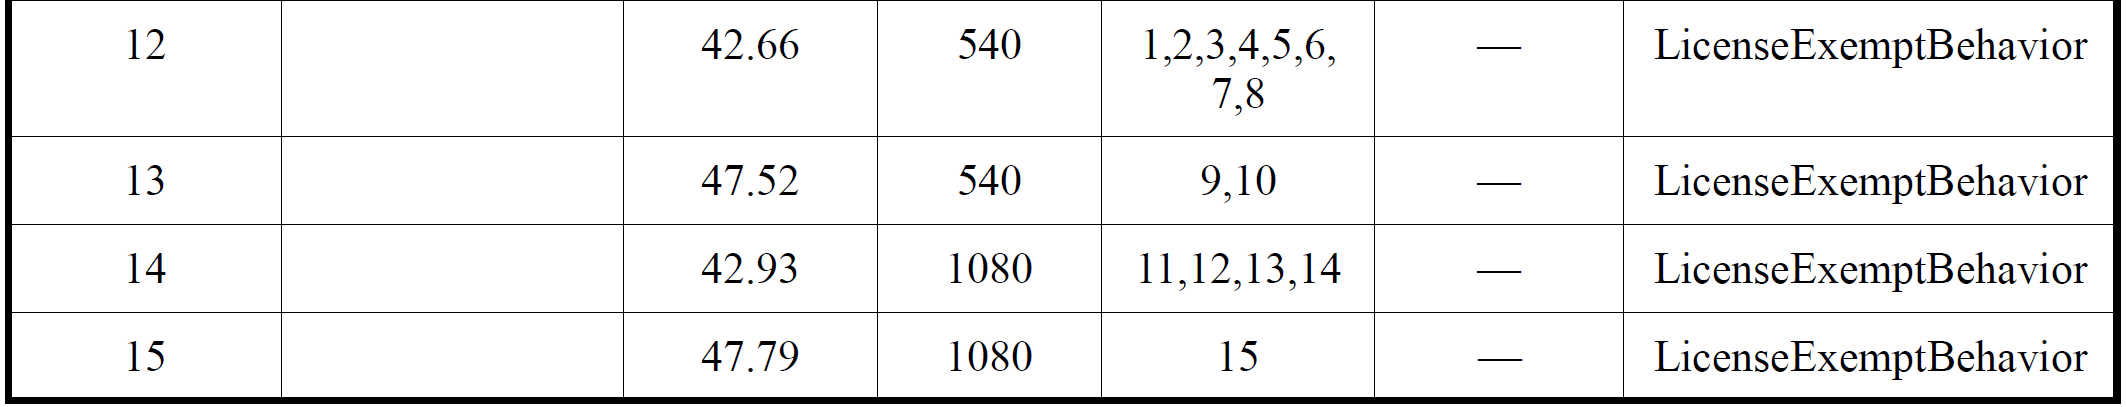 12 42.66 540 1,2,3,4,5,6, — LicenseExemptBehavior
7,8
13 47.52 540 9,10 — LicenseExemptBehavior
14 42.93 1080 11,12,13,14 — LicenseExemptBehavior
15 47.79 1080 15 — LicenseExemptBehavior